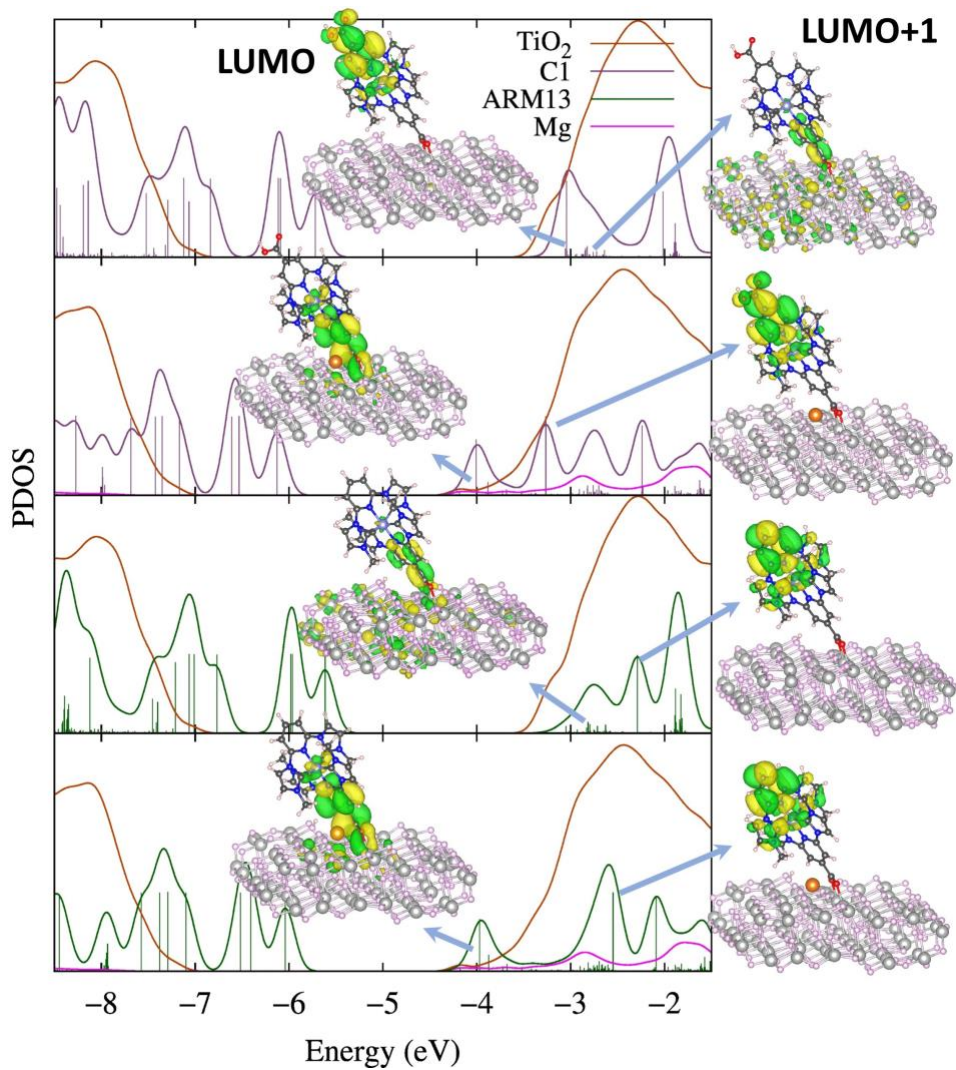 LUMO
LUMO+1
TiO₂
C1
ARM13
Mg
PDOS
−8 −7 −6 −5 −4 −3 −2
Energy (eV)